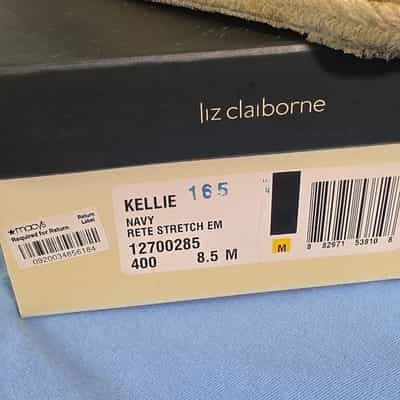 liz claiborne
KELLIE 165
NAVY
RETE STRETCH EM
12700285
400 8.5 M
M
8 82971 53810 8
★macy's Return
Required for Return Label
0920034856184